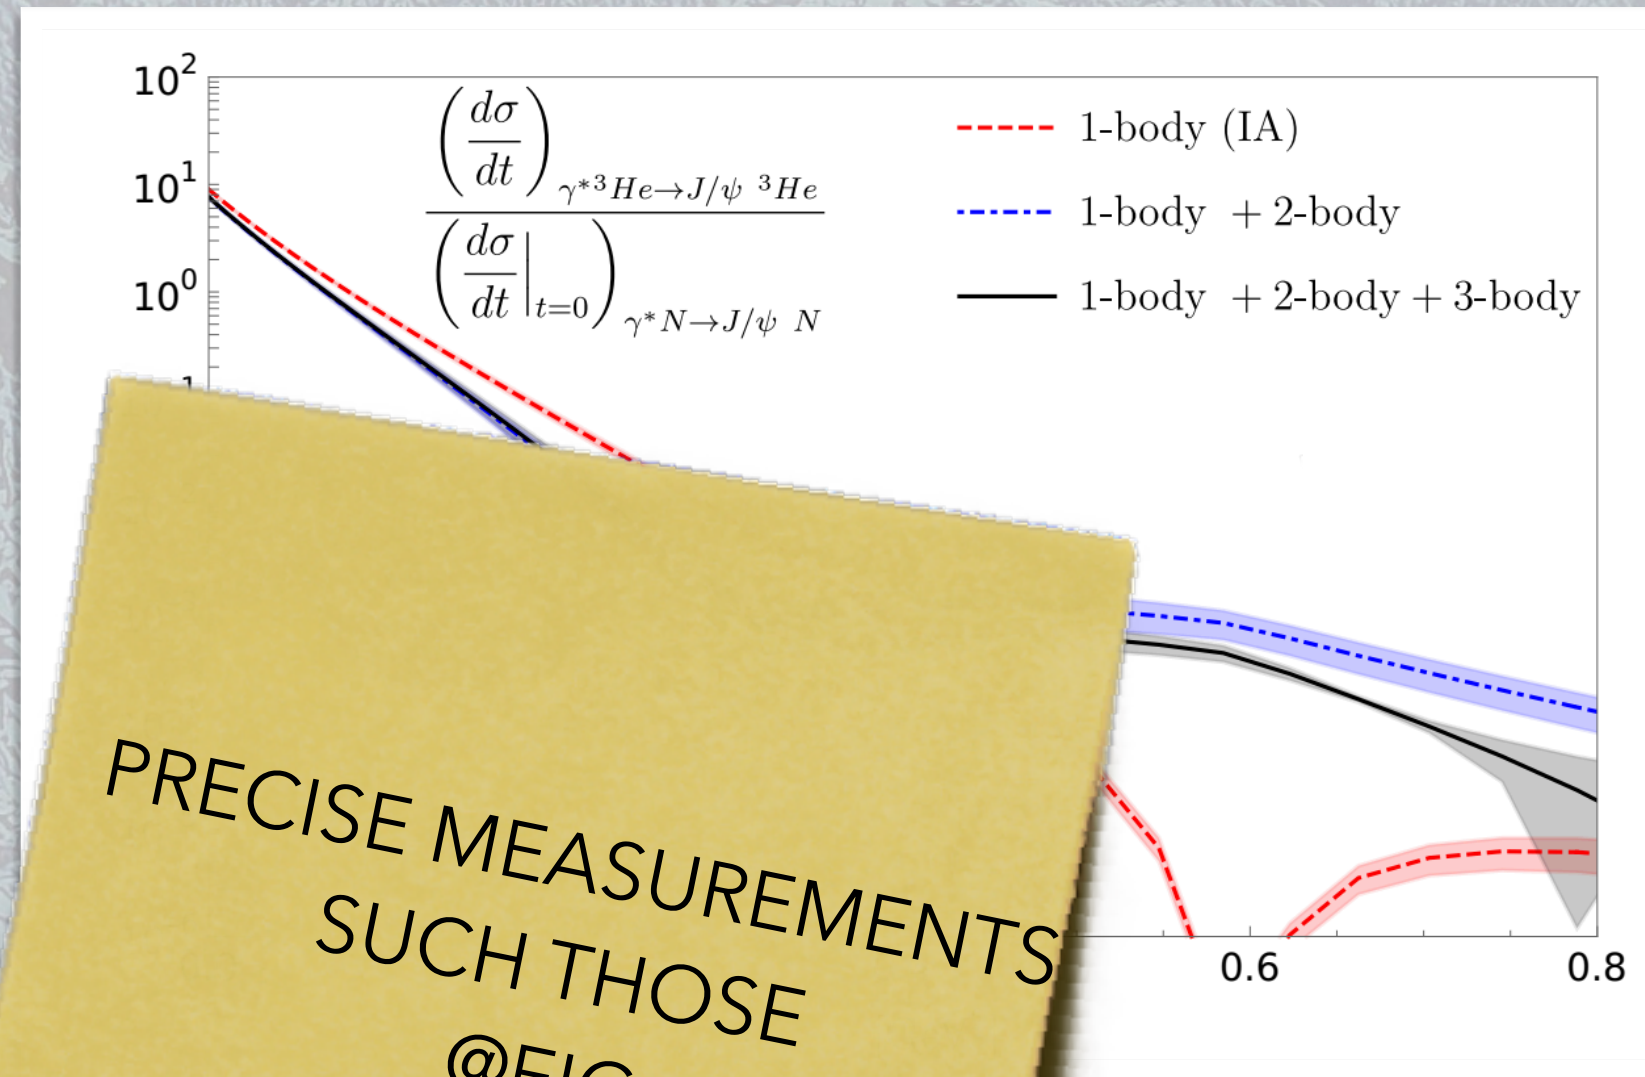 10²
10¹
10⁰
(dσ/dt)_{γ*³He→J/ψ ³He}
(dσ/dt|_{t=0})_{γ*N→J/ψ N}
1-body (IA)
1-body + 2-body
1-body + 2-body + 3-body
0.6
0.8
PRECISE MEASUREMENTS
SUCH THOSE